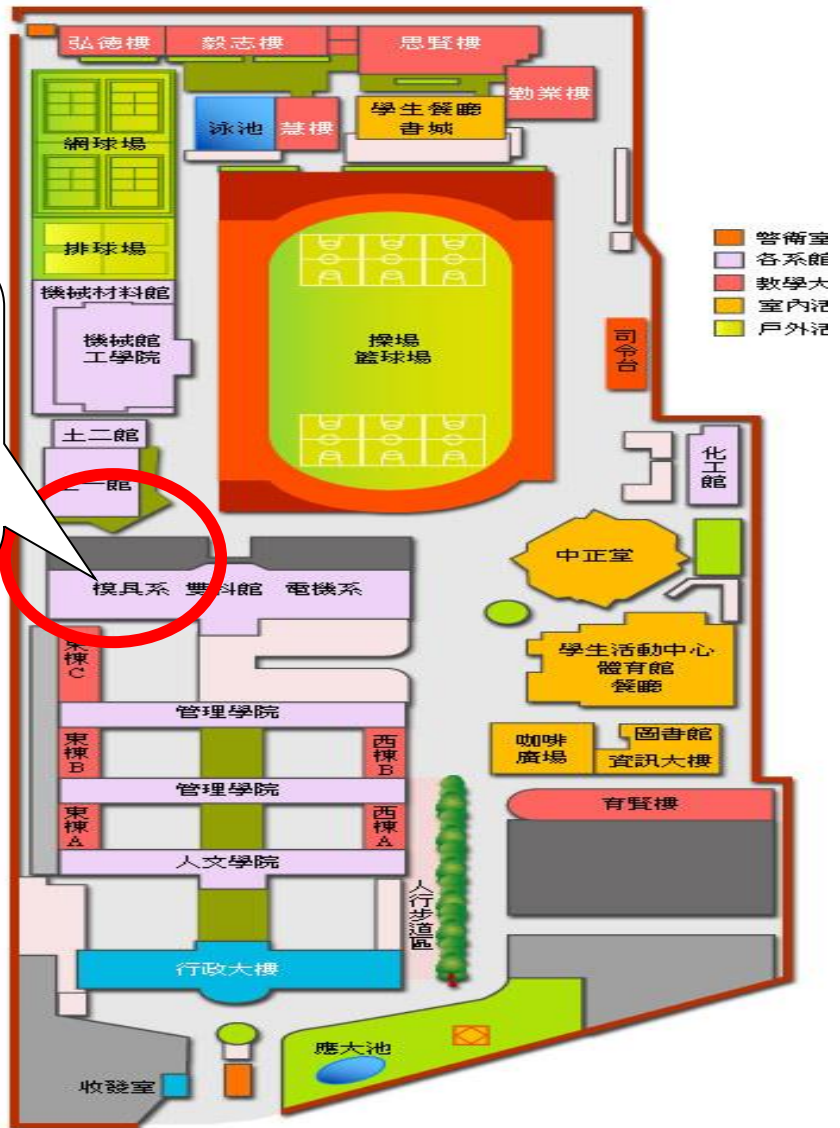 弘德樓
毅志樓
思賢樓
勤業樓
網球場
泳池
慧樓
學生餐廳
書城
排球場
機械材料館
機械館
工學院
操場
籃球場
司令台
警衛室
各系館
教學大
室內活
戶外活
土二館
一館
化工館
中正堂
模具系 雙科館 電機系
東棟C
學生活動中心
體育館
餐廳
管理學院
東棟B
西棟B
咖啡
廣場
圖書館
資訊大樓
管理學院
東棟A
西棟A
育賢樓
人文學院
人行步道區
行政大樓
應大池
收發室